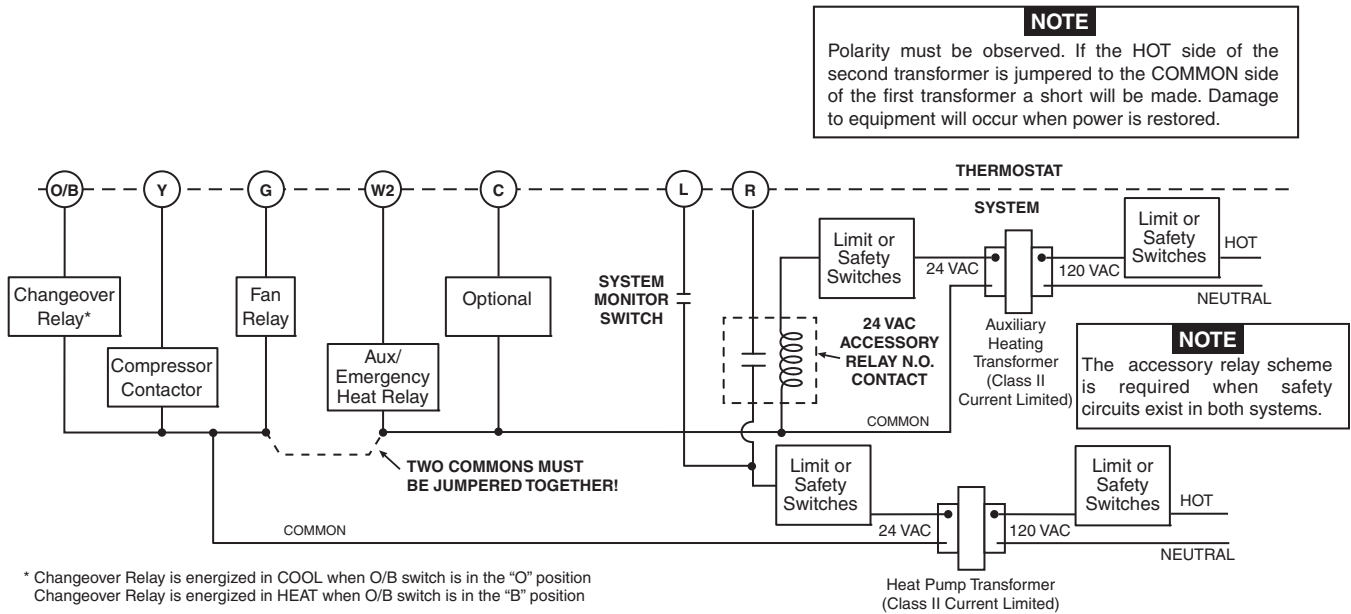 NOTE
Polarity must be observed. If the HOT side of the
second transformer is jumpered to the COMMON side
of the first transformer a short will be made. Damage
to equipment will occur when power is restored.
THERMOSTAT
O/B
Y
G
W2
C
L
R
SYSTEM
Changeover
Relay*
Compressor
Contactor
Fan
Relay
Aux/
Emergency
Heat Relay
Optional
SYSTEM
MONITOR
SWITCH
24 VAC
ACCESSORY
RELAY N.O.
CONTACT
Limit or
Safety
Switches
24 VAC
120 VAC
Limit or
Safety
Switches
HOT
NEUTRAL
Auxiliary
Heating
Transformer
(Class II
Current Limited)
NOTE
The accessory relay scheme
is required when safety
circuits exist in both systems.
COMMON
TWO COMMONS MUST
BE JUMPERED TOGETHER!
Limit or
Safety
Switches
24 VAC
120 VAC
Limit or
Safety
Switches
HOT
NEUTRAL
COMMON
Heat Pump Transformer
(Class II Current Limited)
* Changeover Relay is energized in COOL when O/B switch is in the “O” position
Changeover Relay is energized in HEAT when O/B switch is in the “B” position